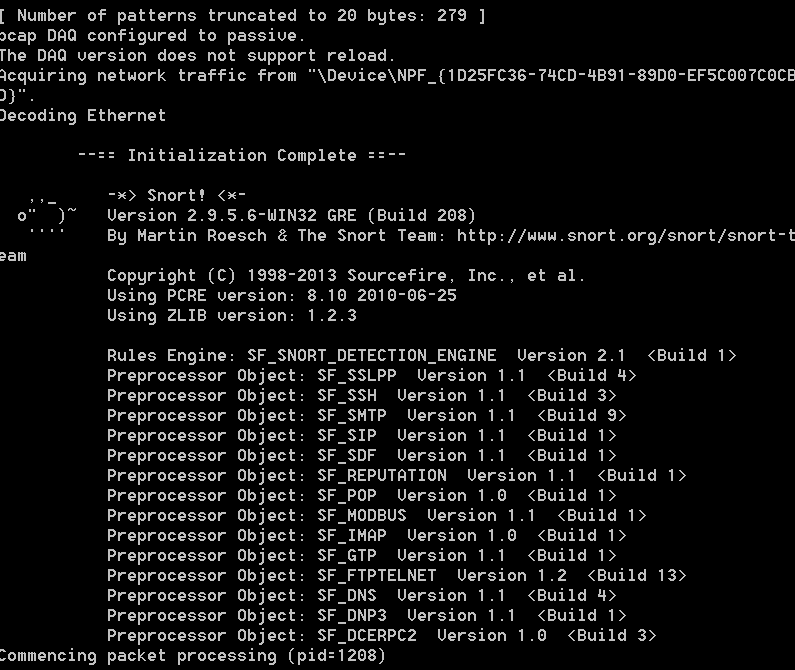 [ Number of patterns truncated to 20 bytes: 279 ]
pcap DAQ configured to passive.
The DAQ version does not support reload.
Acquiring network traffic from "\Device\NPF_{1D25FC36-74CD-4B91-89D0-EF5C007C0CB
D}".
Decoding Ethernet
--== Initialization Complete ==--
,,_     -*> Snort! <*-
o"  )~   Version 2.9.5.6-WIN32 GRE (Build 208)
''''    By Martin Roesch & The Snort Team: http://www.snort.org/snort/snort-t
eam
Copyright (C) 1998-2013 Sourcefire, Inc., et al.
Using PCRE version: 8.10 2010-06-25
Using ZLIB version: 1.2.3
Rules Engine: SF_SNORT_DETECTION_ENGINE  Version 2.1  <Build 1>
Preprocessor Object: SF_SSLPP  Version 1.1  <Build 4>
Preprocessor Object: SF_SSH  Version 1.1  <Build 3>
Preprocessor Object: SF_SMTP  Version 1.1  <Build 9>
Preprocessor Object: SF_SIP  Version 1.1  <Build 1>
Preprocessor Object: SF_SDF  Version 1.1  <Build 1>
Preprocessor Object: SF_REPUTATION  Version 1.1  <Build 1>
Preprocessor Object: SF_POP  Version 1.0  <Build 1>
Preprocessor Object: SF_MODBUS  Version 1.1  <Build 1>
Preprocessor Object: SF_IMAP  Version 1.0  <Build 1>
Preprocessor Object: SF_GTP  Version 1.1  <Build 1>
Preprocessor Object: SF_FTPTELNET  Version 1.2  <Build 13>
Preprocessor Object: SF_DNS  Version 1.1  <Build 4>
Preprocessor Object: SF_DNP3  Version 1.1  <Build 1>
Preprocessor Object: SF_DCERPC2  Version 1.0  <Build 3>
Commencing packet processing (pid=1208)